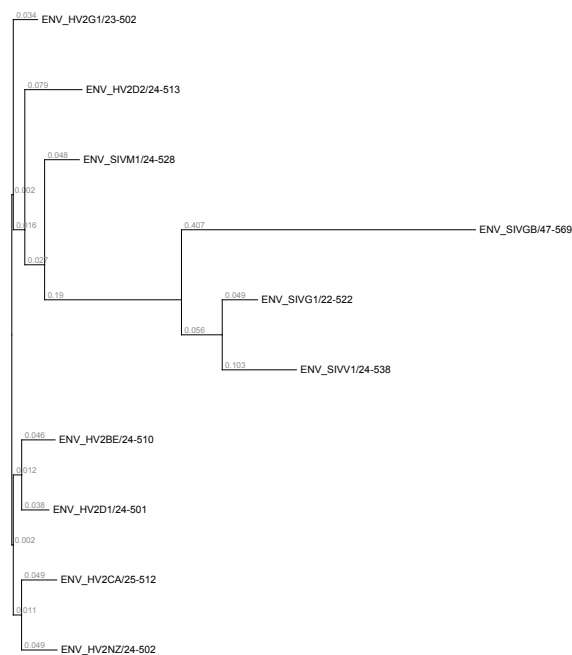 0.034
ENV_HV2G1/23-502
0.079
ENV_HV2D2/24-513
0.048
ENV_SIVM1/24-528
0.002
0.016
0.407
ENV_SIVGB/47-569
0.027
0.19
0.049
ENV_SIVG1/22-522
0.056
0.103
ENV_SIVV1/24-538
0.046
ENV_HV2BE/24-510
0.012
0.038
ENV_HV2D1/24-501
0.002
0.049
ENV_HV2CA/25-512
0.011
0.049
ENV_HV2NZ/24-502